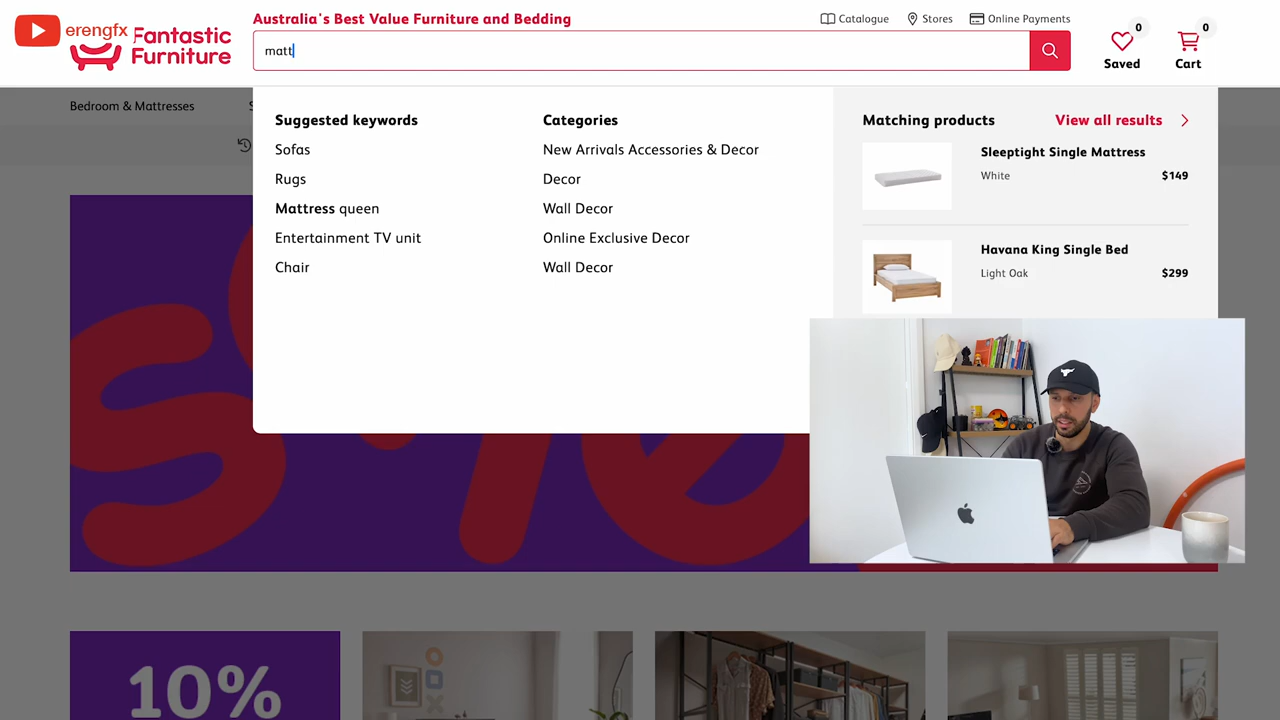 erengfx
Fantastic
Furniture
Australia's Best Value Furniture and Bedding
Catalogue
Stores
Online Payments
matt
0
Saved
0
Cart
Bedroom & Mattresses
S
Suggested keywords
Sofas
Rugs
Mattress queen
Entertainment TV unit
Chair
Categories
New Arrivals Accessories & Decor
Decor
Wall Decor
Online Exclusive Decor
Wall Decor
Matching products
View all results
Sleeptight Single Mattress
White
$149
Havana King Single Bed
Light Oak
$299
10%